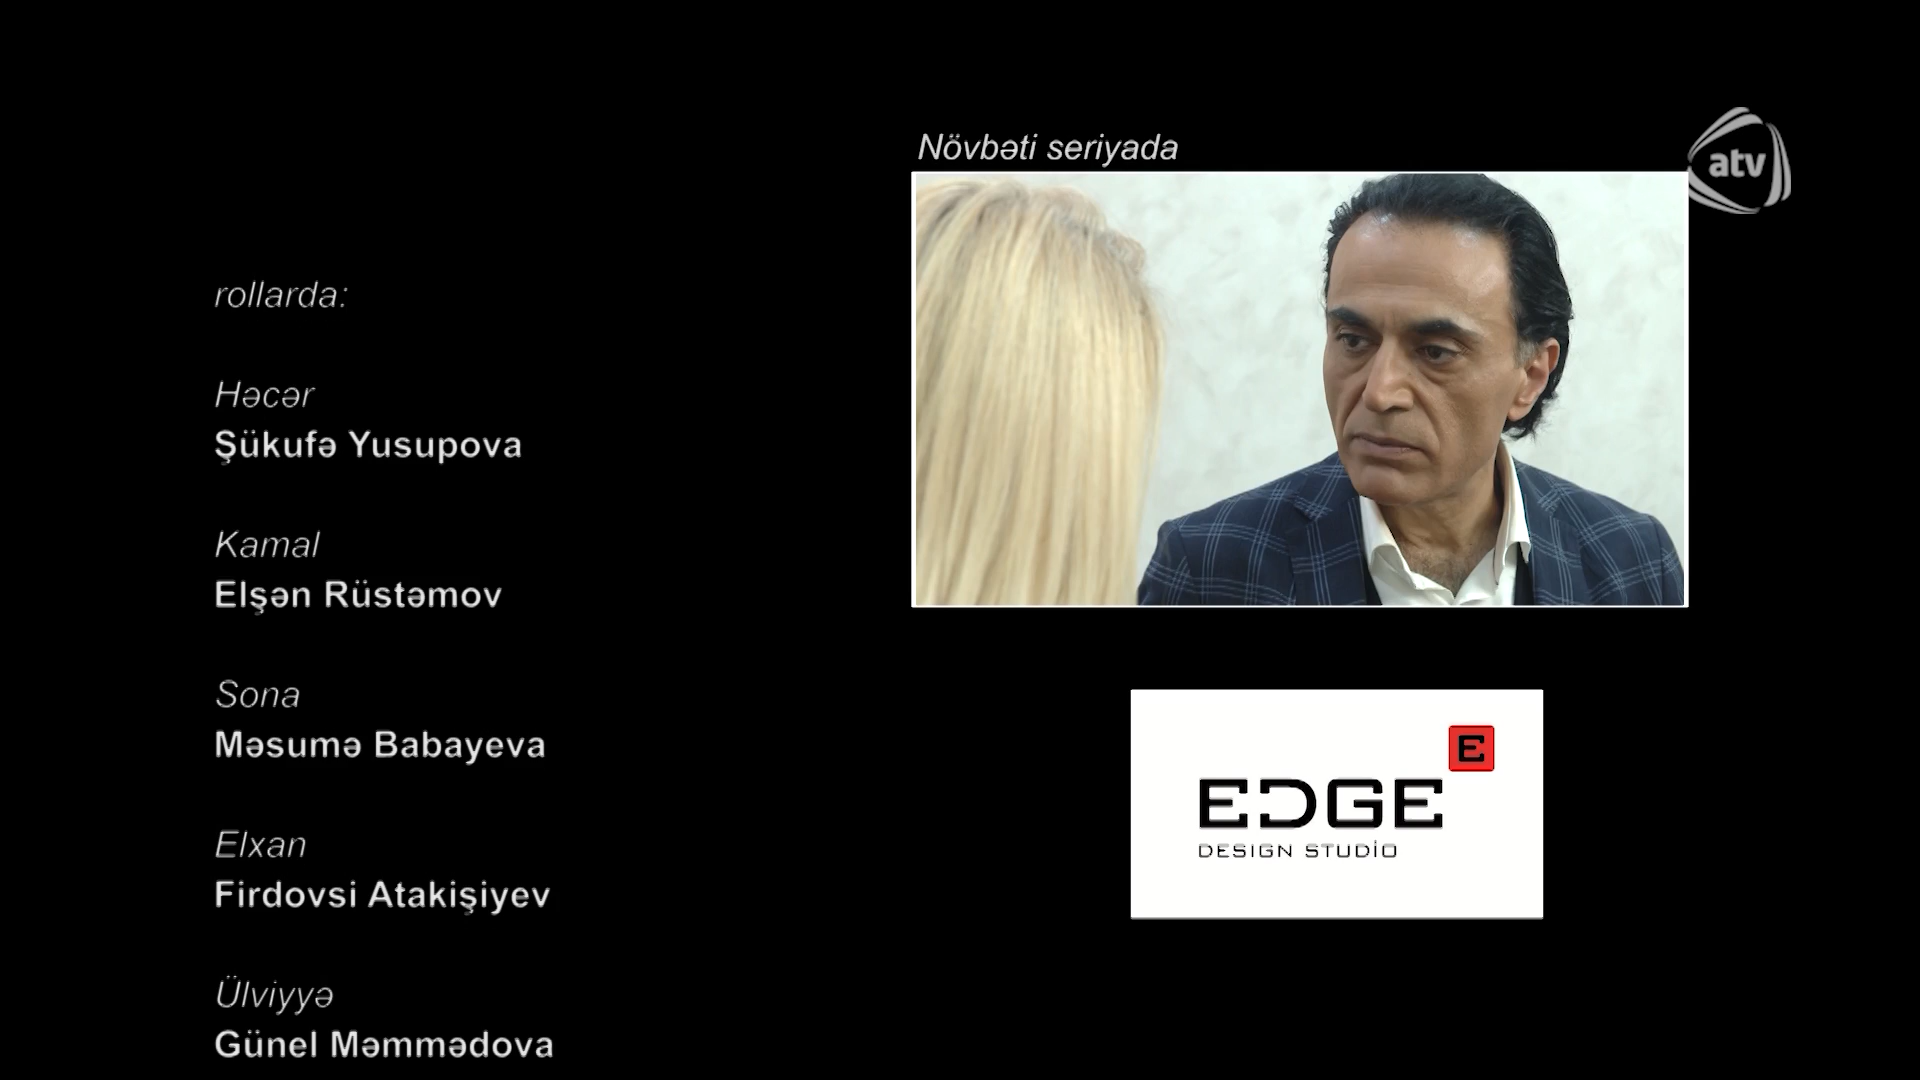 Növbəti seriyada
atv
rollarda:
Həcər
Şükufə Yusupova
Kamal
Elşən Rüstəmov
Sona
Məsumə Babayeva
Elxan
Firdovsi Atakişiyev
Ülviyyə
Günel Məmmədova
E
EDGE
DESIGN STUDİO